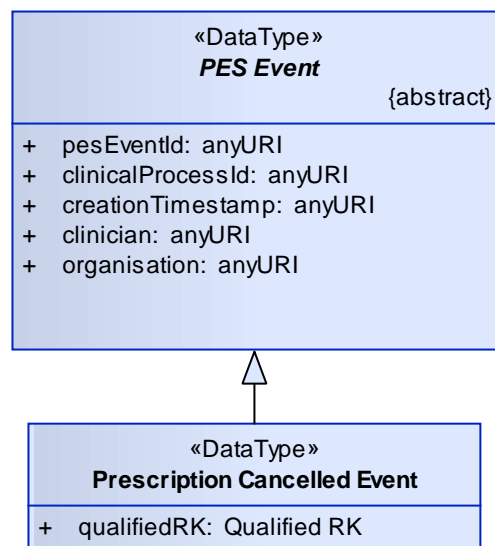 «DataType»
PES Event
{abstract}
+ pesEventId: anyURI
+ clinicalProcessId: anyURI
+ creationTimestamp: anyURI
+ clinician: anyURI
+ organisation: anyURI
«DataType»
Prescription Cancelled Event
+ qualifiedRK: Qualified RK